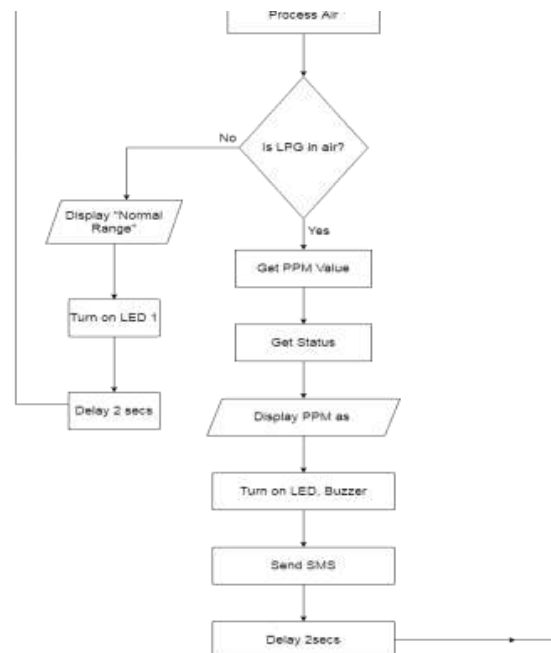 Process Air
Is LPG in air?
No
Yes
Display "Normal
Range"
Turn on LED 1
Delay 2 secs
Get PPM Value
Get Status
Display PPM as
Turn on LED, Buzzer
Send SMS
Delay 2secs